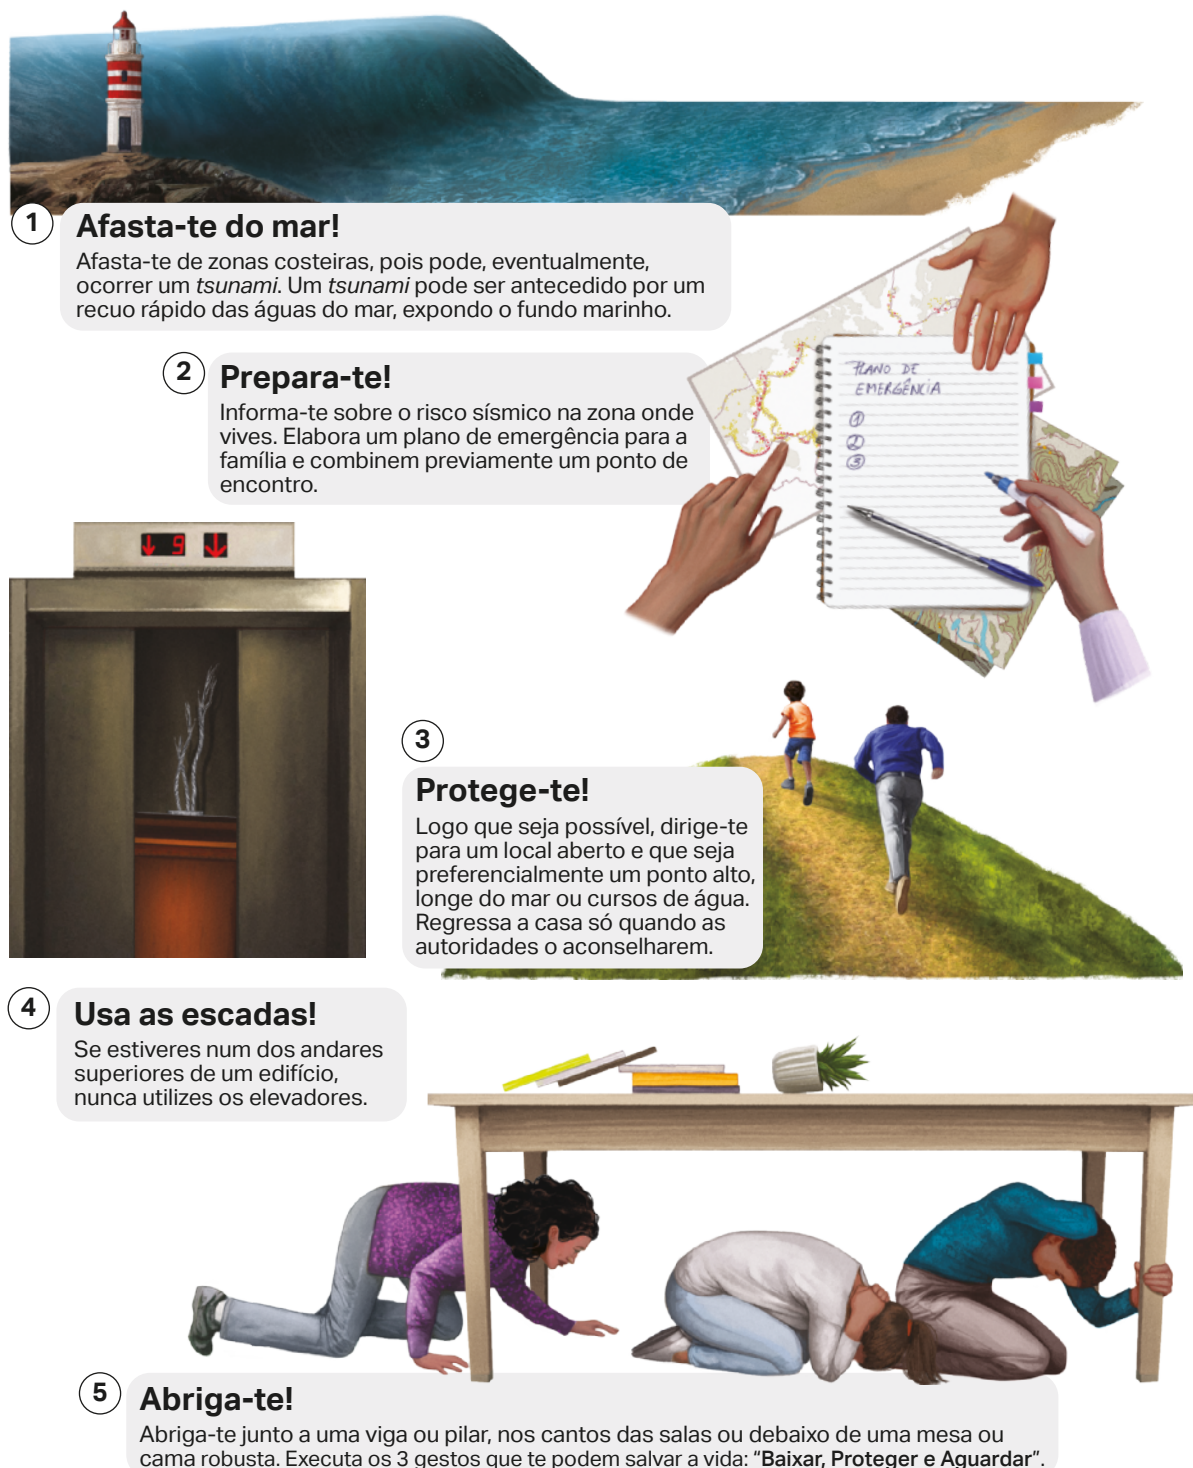 1
Afasta-te do mar!
Afasta-te de zonas costeiras, pois pode, eventualmente,
ocorrer um tsunami. Um tsunami pode ser antecedido por um
recuo rápido das águas do mar, expondo o fundo marinho.
2
Prepara-te!
Informa-te sobre o risco sísmico na zona onde
vives. Elabora um plano de emergência para a
família e combinem previamente um ponto de
encontro.
PLANO DE
EMERGÊNCIA
1
2
3
9
3
Protege-te!
Logo que seja possível, dirige-te
para um local aberto e que seja
preferencialmente um ponto alto,
longe do mar ou cursos de água.
Regressa a casa só quando as
autoridades o aconselharem.
4
Usa as escadas!
Se estiveres num dos andares
superiores de um edifício,
nunca utilizes os elevadores.
5
Abriga-te!
Abriga-te junto a uma viga ou pilar, nos cantos das salas ou debaixo de uma mesa ou
cama robusta. Executa os 3 gestos que te podem salvar a vida: “Baixar, Proteger e Aguardar”.